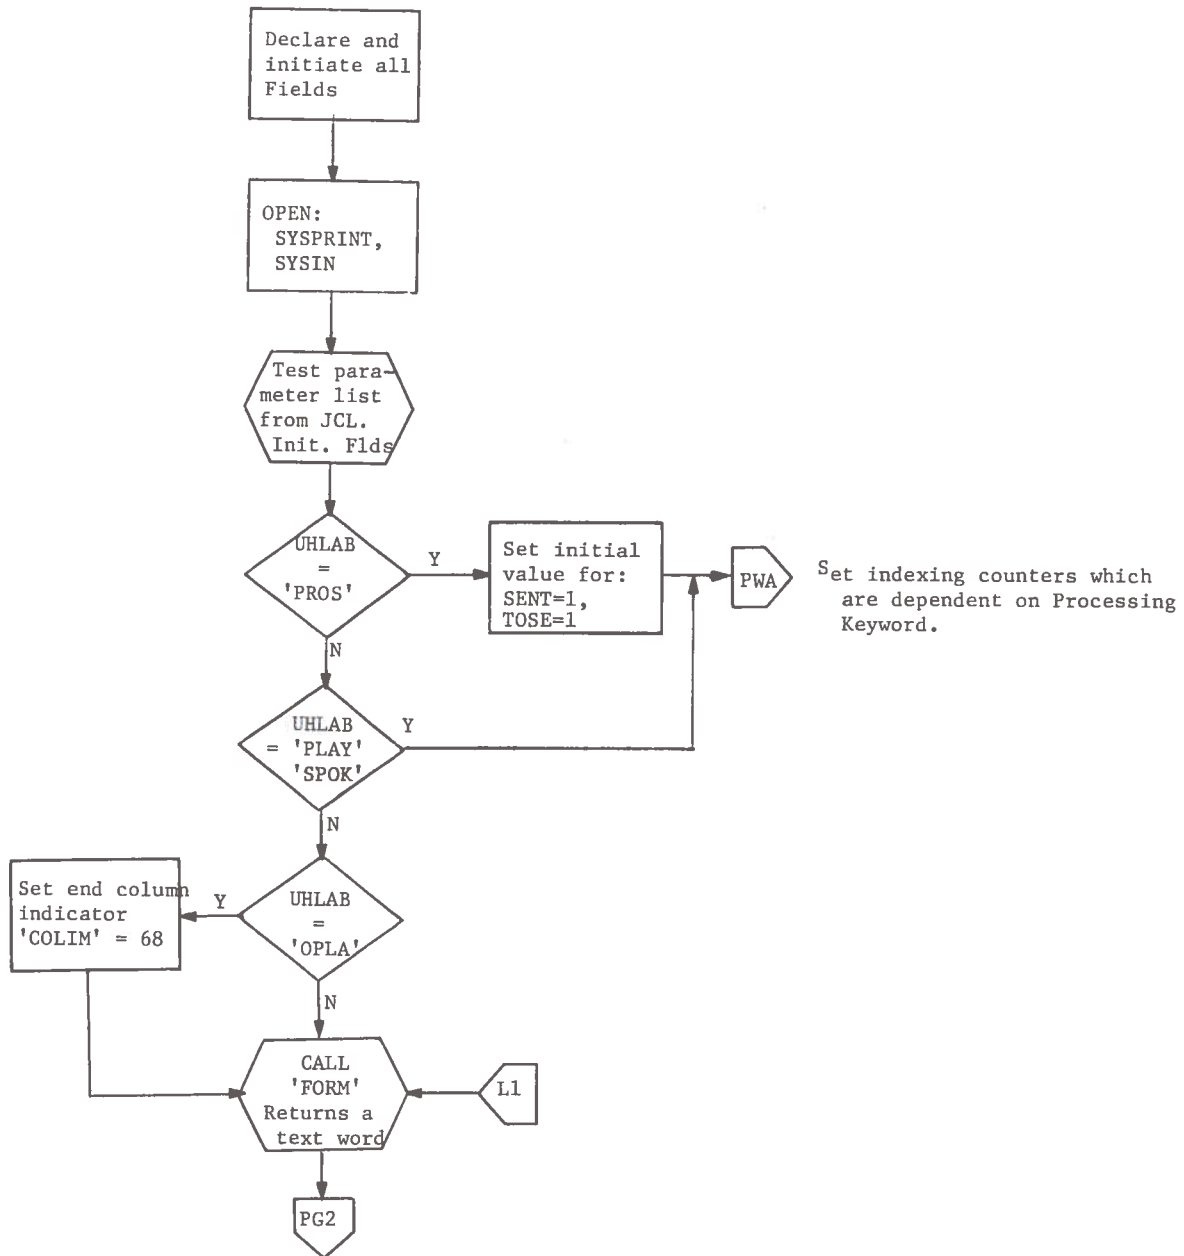 Declare and
initiate all
Fields
OPEN:
SYSPRINT,
SYSIN
Test para-
meter list
from JCL.
Init. Flds
UHLAB
=
'PROS'
Y
Set initial
value for:
SENT=1,
TOSE=1
PWA
Set indexing counters which
are dependent on Processing
Keyword.
N
UHLAB
= 'PLAY'
'SPOK'
Y
N
UHLAB
=
'OPLA'
Y
Set end column
indicator
'COLIM' = 68
N
CALL
'FORM'
Returns a
text word
L1
PG2